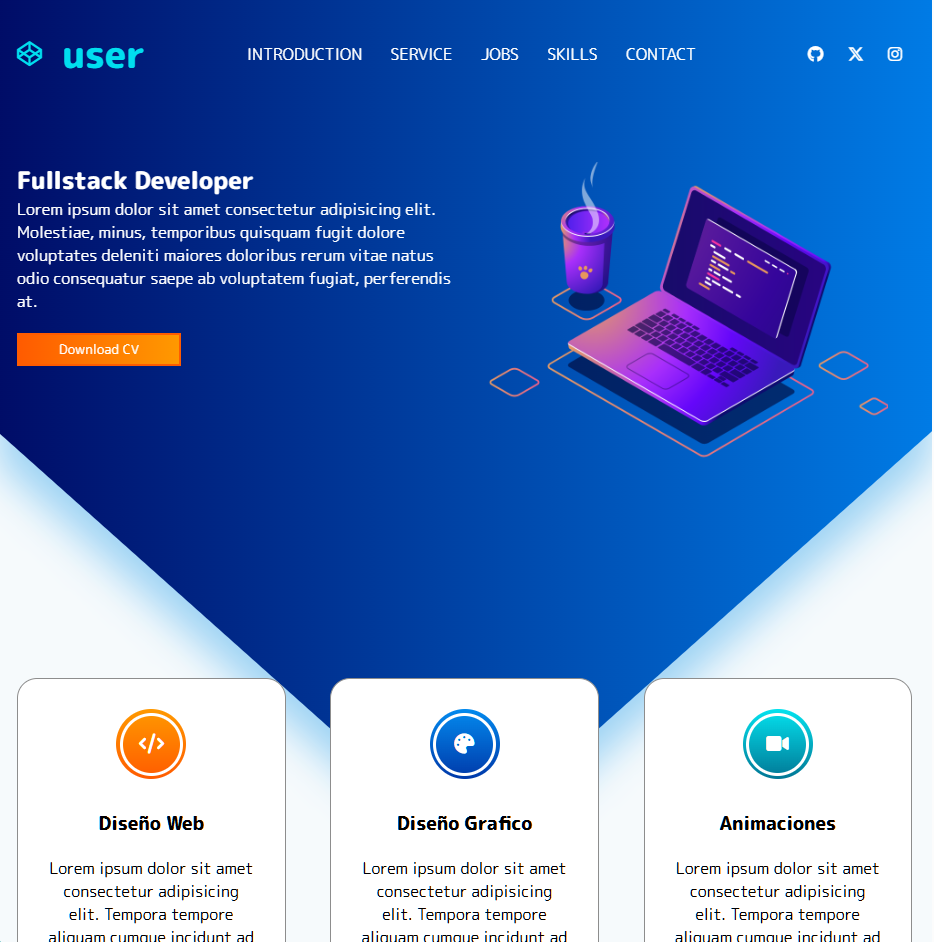 user
INTRODUCTION SERVICE JOBS SKILLS CONTACT
Fullstack Developer
Lorem ipsum dolor sit amet consectetur adipisicing elit.
Molestiae, minus, temporibus quisquam fugit dolore
voluptates deleniti maiores doloribus rerum vitae natus
odio consequatur saepe ab voluptatem fugiat, perferendis
at.
Download CV
Diseño Web
Lorem ipsum dolor sit amet
consectetur adipisicing
elit. Tempora tempore
aliquam cumque incidunt ad
Diseño Grafico
Lorem ipsum dolor sit amet
consectetur adipisicing
elit. Tempora tempore
aliquam cumque incidunt ad
Animaciones
Lorem ipsum dolor sit amet
consectetur adipisicing
elit. Tempora tempore
aliquam cumque incidunt ad